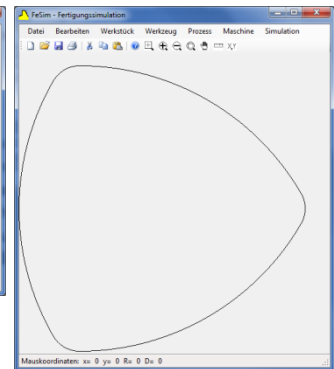 FeSim - Fertigungssimulation
Datei Bearbeiten Werkstück Werkzeug Prozess Maschine Simulation
X,Y
Mauskoordinaten: x= 0 y= 0 R= 0 D= 0